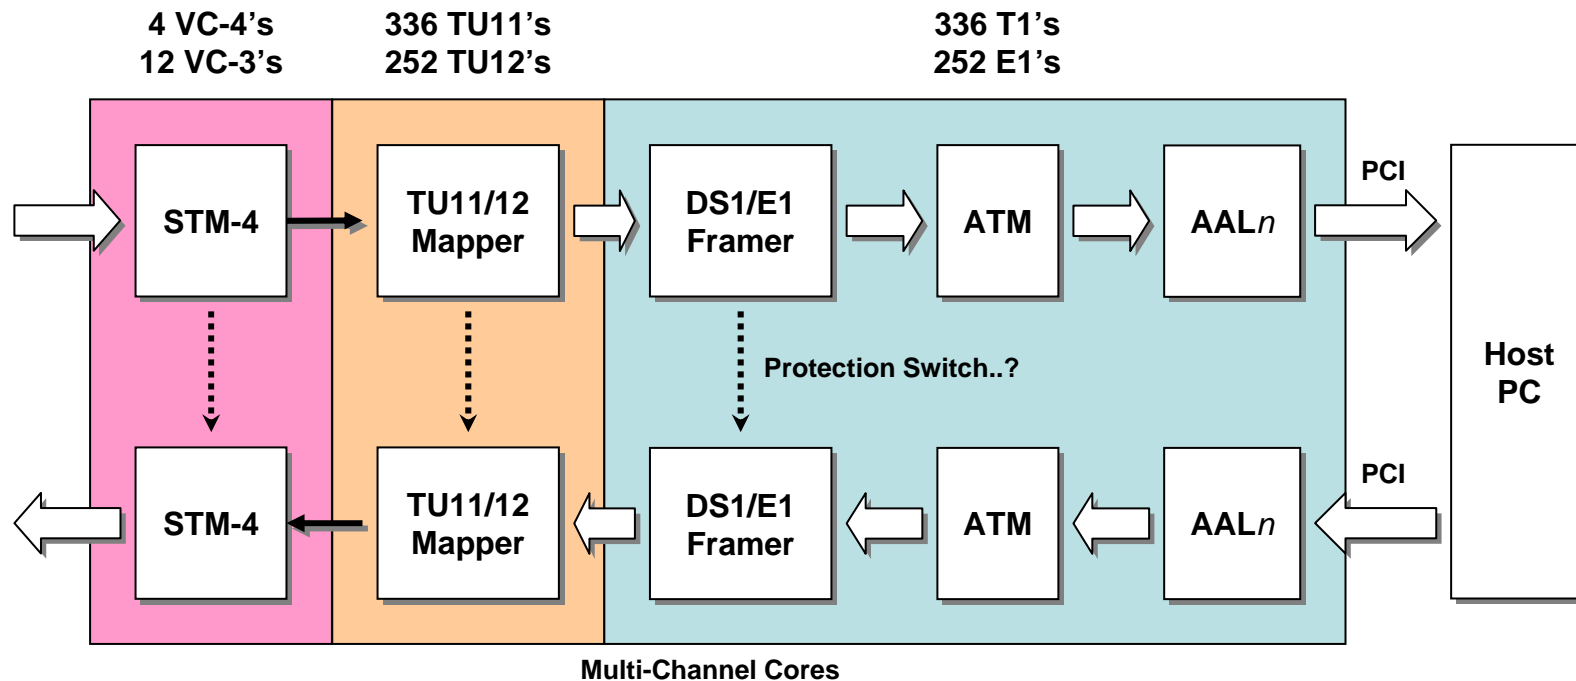 4 VC-4’s
12 VC-3’s
336 TU11’s
252 TU12’s
336 T1’s
252 E1’s
STM-4
TU11/12
Mapper
DS1/E1
Framer
ATM
AALn
PCI
Protection Switch..?
Host
PC
STM-4
TU11/12
Mapper
DS1/E1
Framer
ATM
AALn
PCI
Multi-Channel Cores